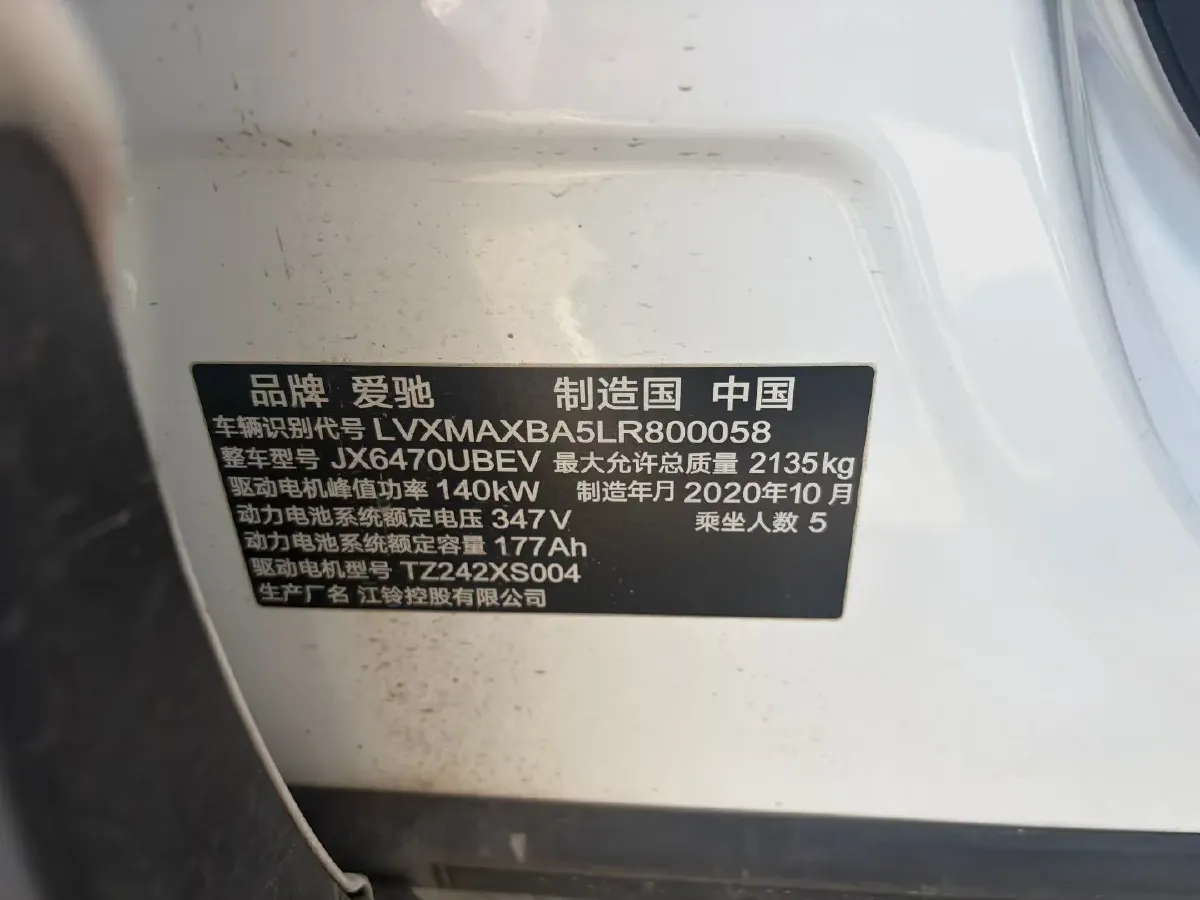 品牌 爱驰 制造国 中国
车辆识别代号 LVXMAXBA5LR800058
整车型号 JX6470UBEV 最大允许总质量 2135kg
驱动电机峰值功率 140kW 制造年月 2020年10月
动力电池系统额定电压 347V 乘坐人数 5
动力电池系统额定容量 177Ah
驱动电机型号 TZ242XS004
生产厂名 江铃控股有限公司